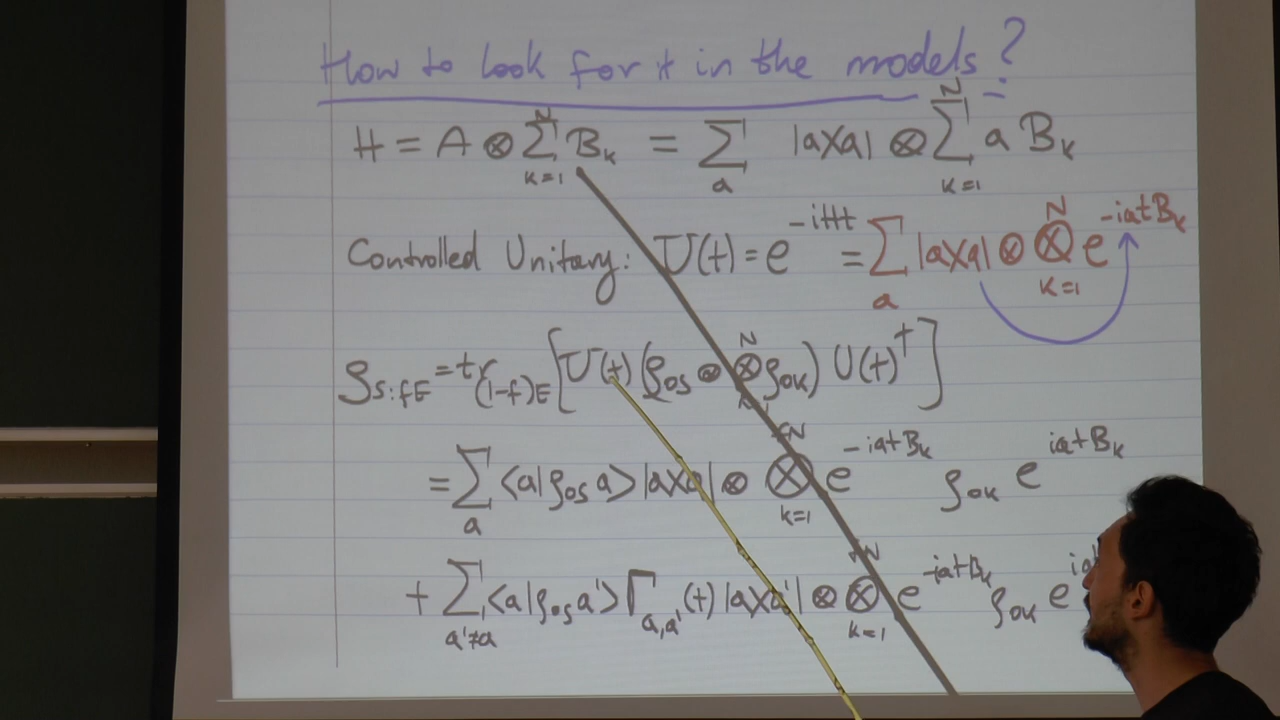 How to look for it in the models?
H = A ⊗ Σ_{k=1}^{N} B_k = Σ_a |a⟩⟨a| ⊗ Σ_{k=1}^{N} a B_k
Controlled Unitary: U(t) = e^{-iHt} = Σ_a |a⟩⟨a| ⊗ ⊗_{k=1}^{N} e^{-iatB_k}
ρ_{S:fE} = tr_{(1-f)E} [U(t) (ρ_{0S} ⊗ ⊗^{N} ρ_{0k}) U(t)^†]
= Σ_a ⟨a|ρ_{0S} a⟩ |a⟩⟨a| ⊗ ⊗_{k=1}^{N} e^{-iatB_k} ρ_{0k} e^{iatB_k}
+ Σ_{a'≠a} ⟨a|ρ_{0S} a'⟩ Γ_{a,a'}(t) |a⟩⟨a'| ⊗ ⊗_{k=1}^{N} e^{-iatB_k} ρ_{0k} e^{ia